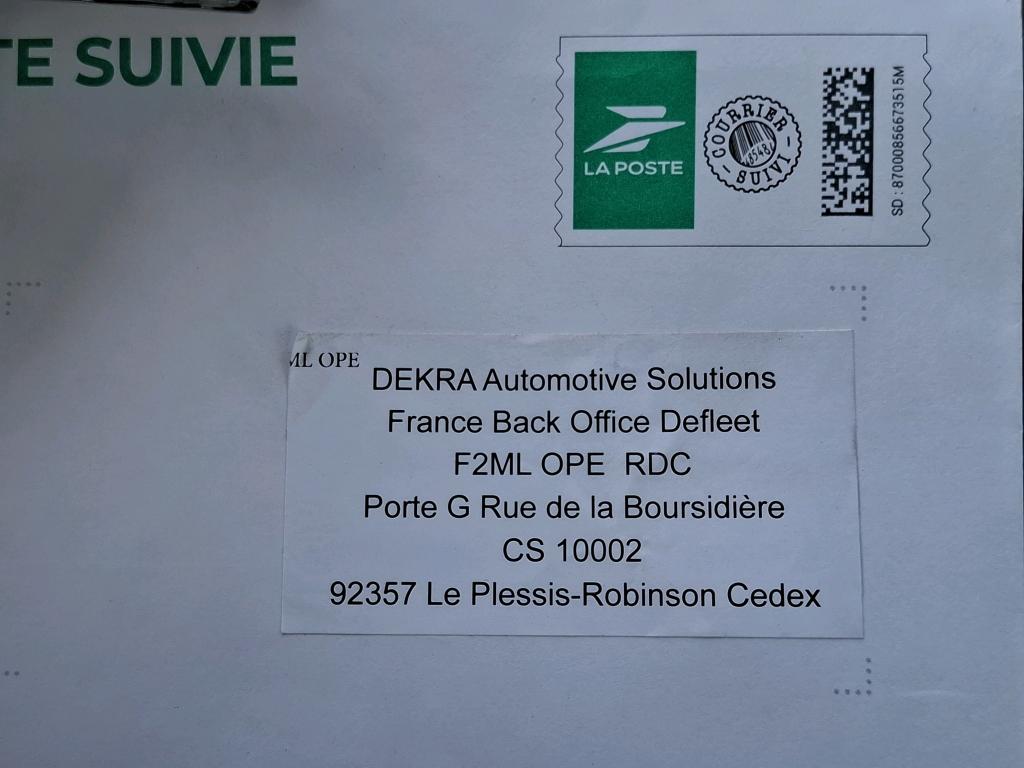 TE SUIVIE
LA POSTE
COURRIER
8548
SUIVI
SD : 87000856673515M
ML OPE
DEKRA Automotive Solutions
France Back Office Defleet
F2ML OPE RDC
Porte G Rue de la Boursidière
CS 10002
92357 Le Plessis-Robinson Cedex